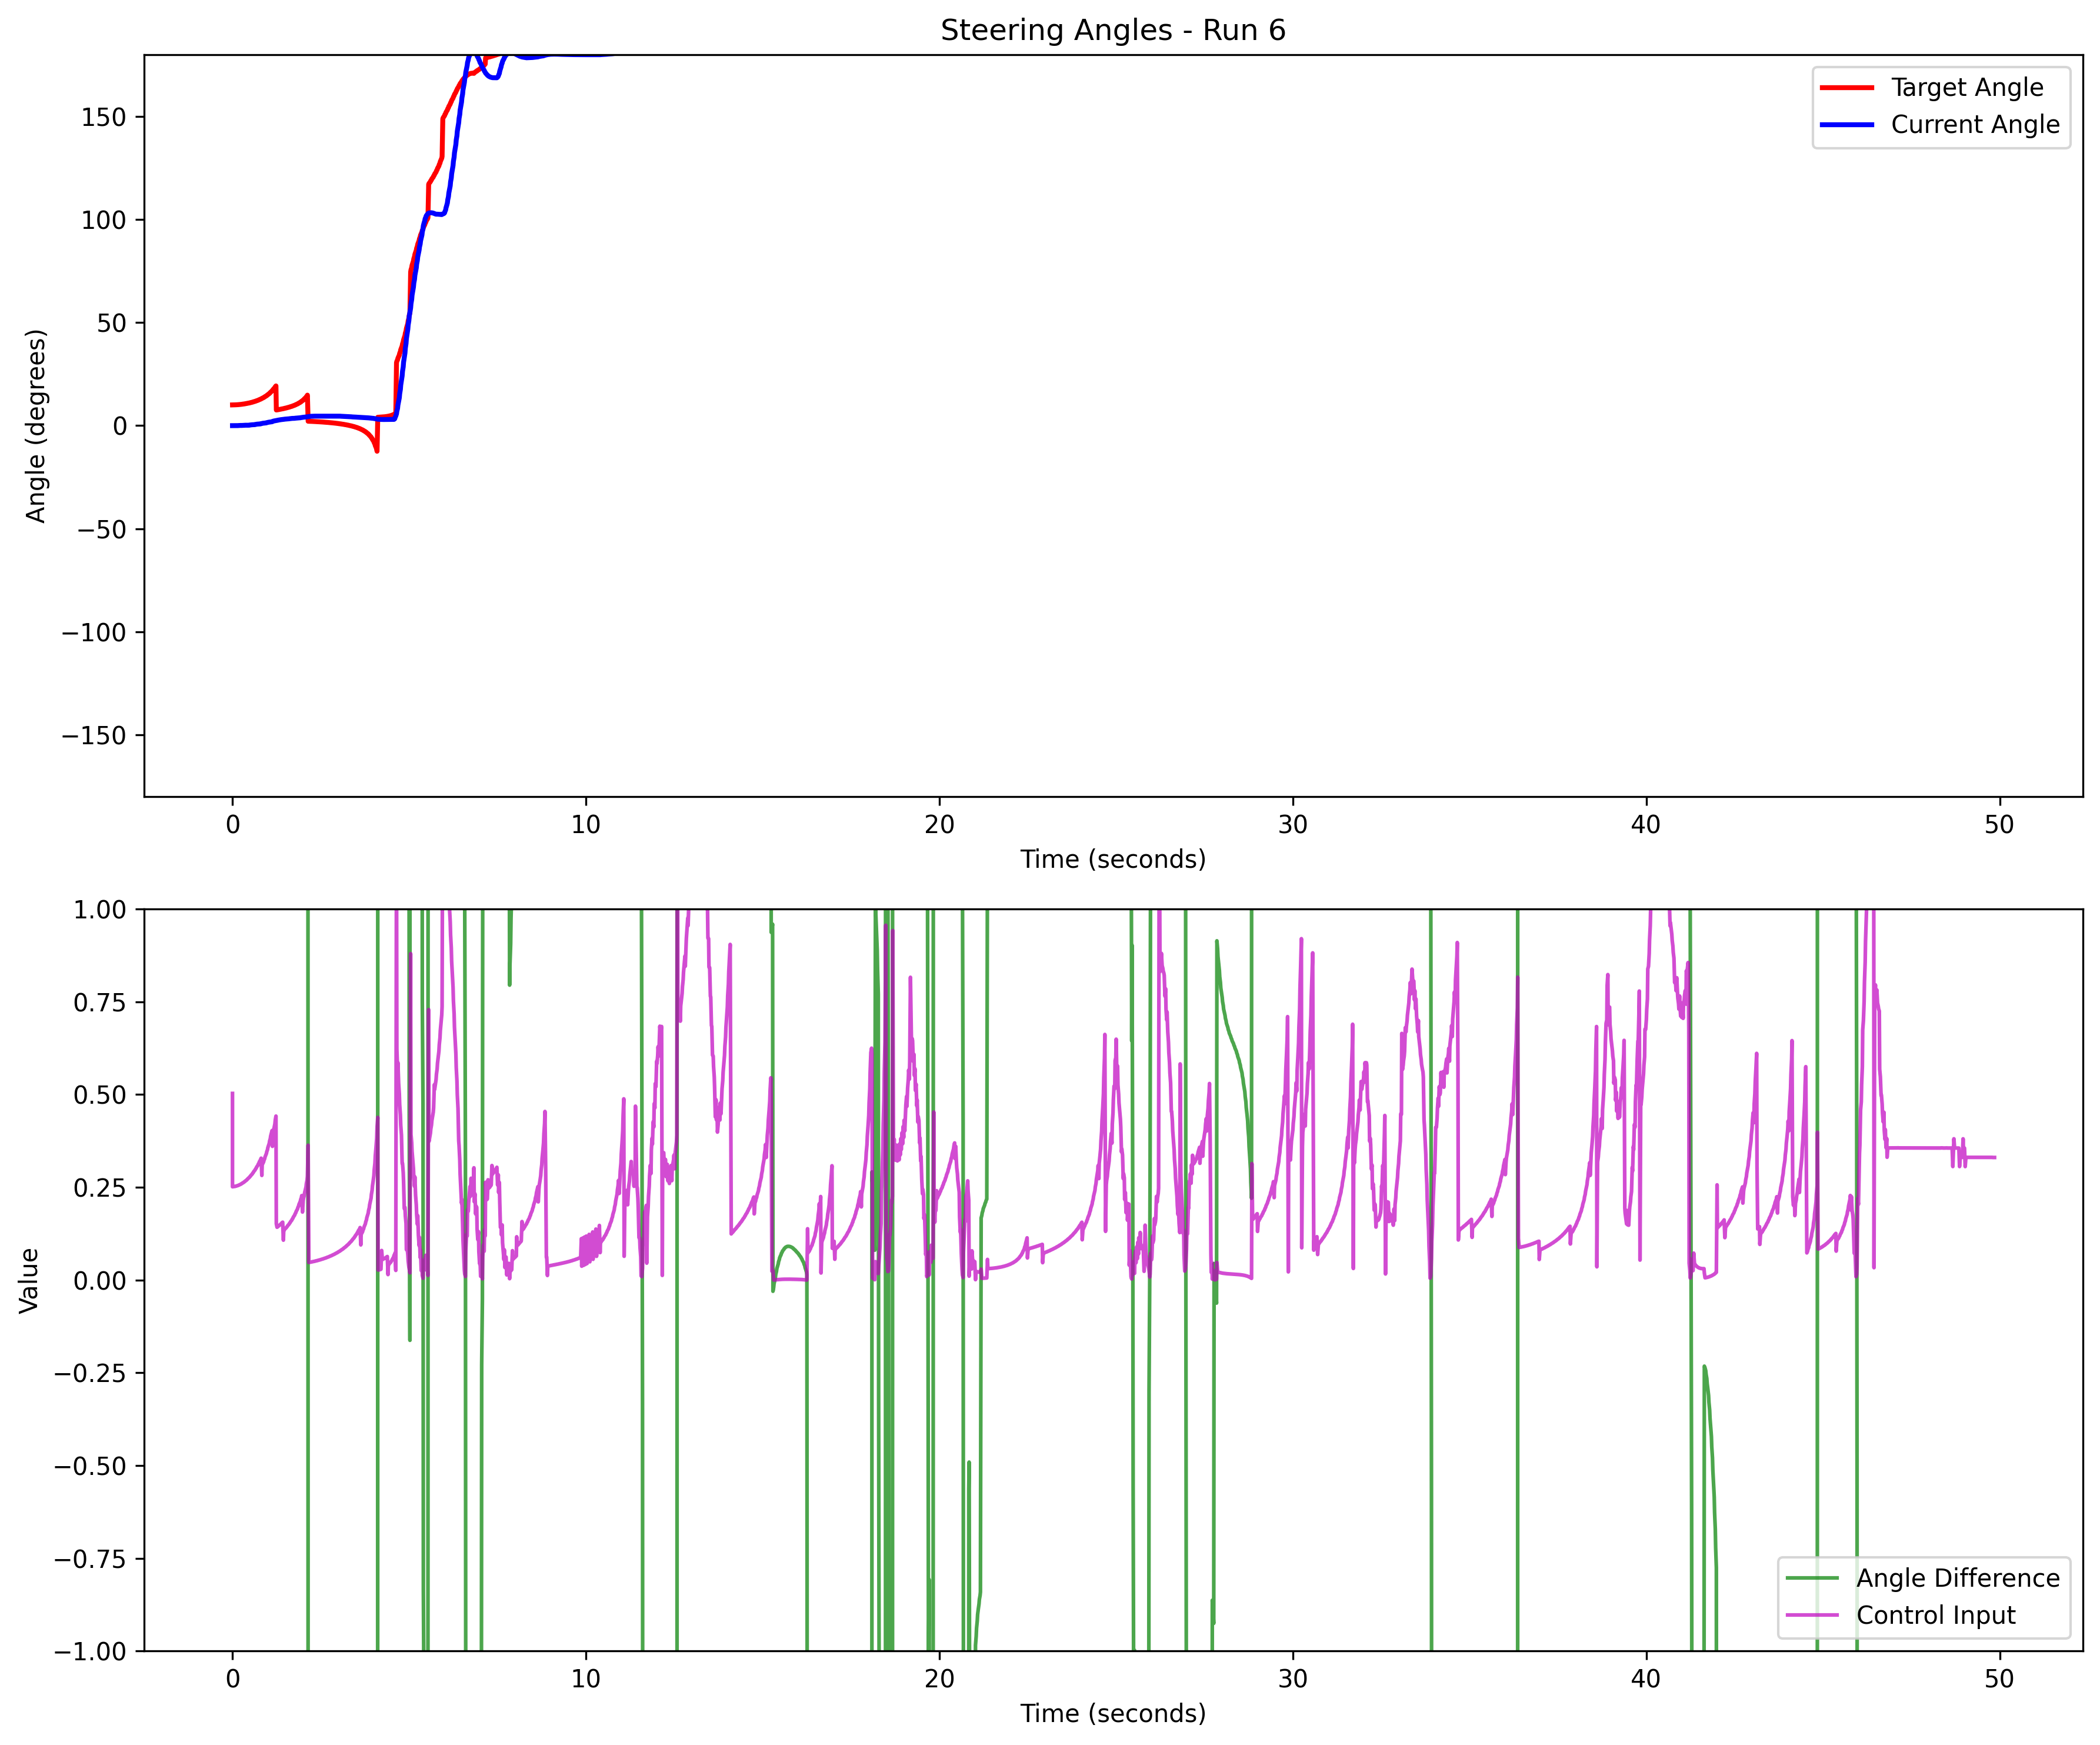 Steering Angles - Run 6
Target Angle
Current Angle
Angle (degrees)
150
100
50
0
−50
−100
−150
0 10 20 30 40 50
Time (seconds)
Value
1.00
0.75
0.50
0.25
0.00
−0.25
−0.50
−0.75
−1.00
Angle Difference
Control Input
0 10 20 30 40 50
Time (seconds)